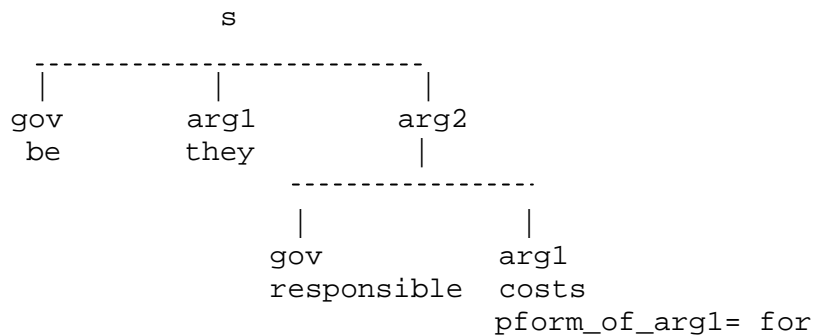 s
gov arg1 arg2
be they
gov arg1
responsible costs
pform_of_arg1= for